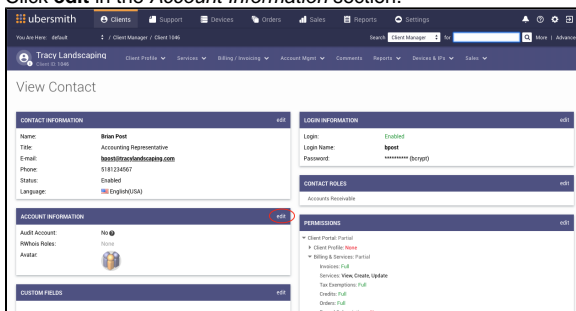 Click edit in the Account Information section.
ubersmith Clients Support Devices Orders Sales Reports Settings
You Are Here: default / Client Manager / Client 1046 Search Client Manager for More | Advance
Tracy Landscaping Client Profile Services Billing / Invoicing Account Mgmt Comments Reports Devices & IPs Sales
Client ID: 1046
View Contact
CONTACT INFORMATION edit
Name: Brian Post
Title: Accounting Representative
E-mail: bpost@tracylandscaping.com
Phone: 5181234567
Status: Enabled
Language: English(USA)
ACCOUNT INFORMATION edit
Audit Account: No
RWhois Roles: None
Avatar:
CUSTOM FIELDS edit
LOGIN INFORMATION edit
Login: Enabled
Login Name: bpost
Password: ********** (bcrypt)
CONTACT ROLES edit
Accounts Receivable
PERMISSIONS edit
Client Portal: Partial
Client Profile: None
Billing & Services: Partial
Invoices: Full
Services: View, Create, Update
Tax Exemptions: Full
Credits: Full
Orders: Full